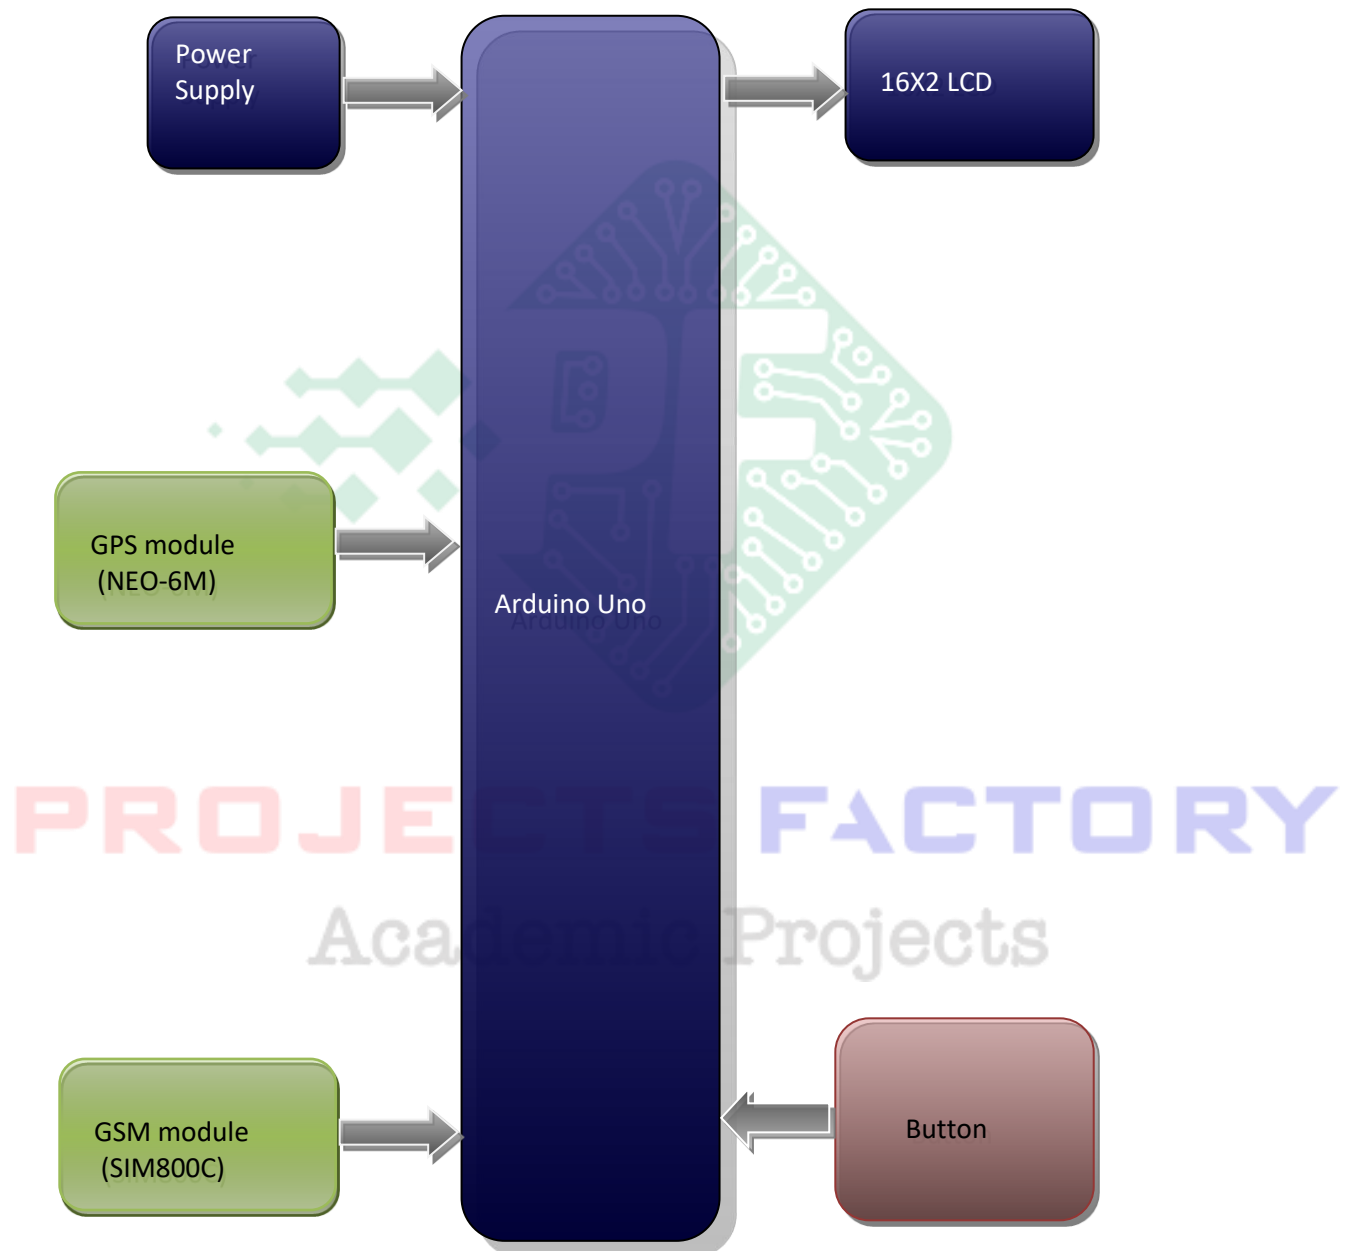 Power
Supply
16X2 LCD
GPS module
(NEO-6M)
Arduino Uno
PROJECTS FACTORY
Academic Projects
GSM module
(SIM800C)
Button